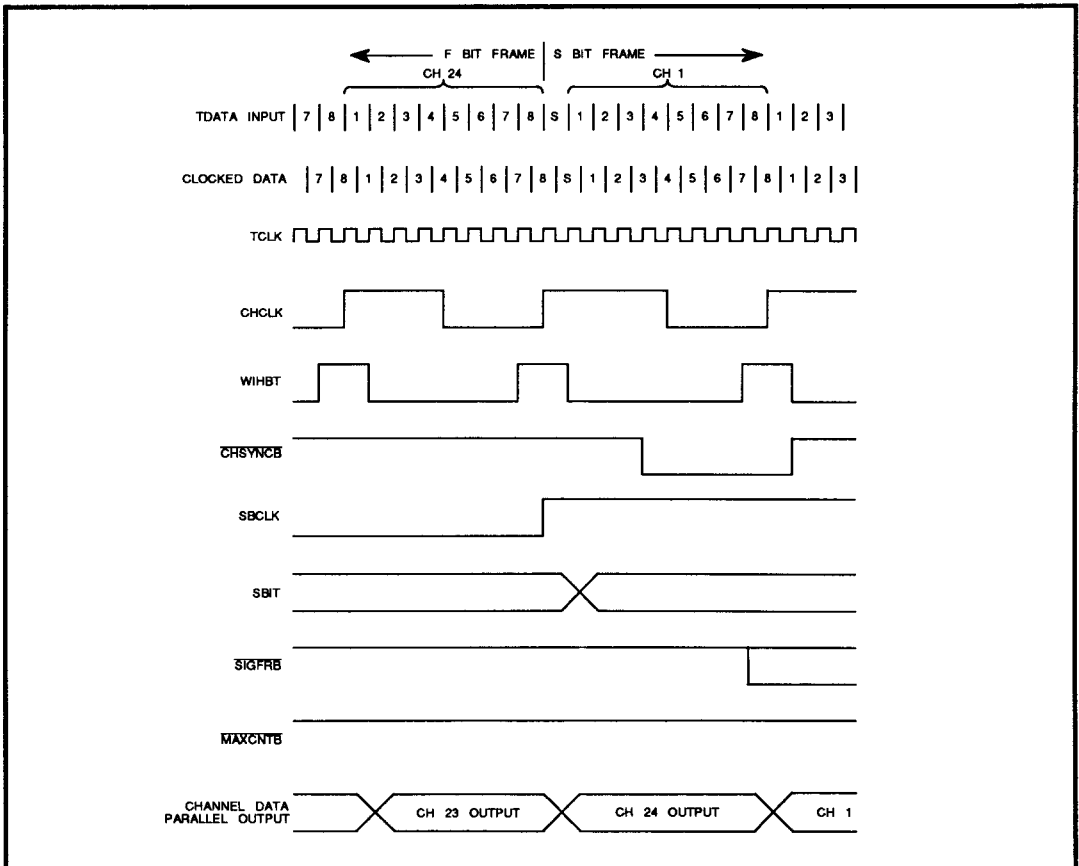 F BIT FRAME | S BIT FRAME
CH 24 CH 1
TDATA INPUT | 7 | 8 | 1 | 2 | 3 | 4 | 5 | 6 | 7 | 8 | S | 1 | 2 | 3 | 4 | 5 | 6 | 7 | 8 | 1 | 2 | 3 |
CLOCKED DATA | 7 | 8 | 1 | 2 | 3 | 4 | 5 | 6 | 7 | 8 | S | 1 | 2 | 3 | 4 | 5 | 6 | 7 | 8 | 1 | 2 | 3 |
TCLK
CHCLK
WIHBT
CHSYNCB
SBCLK
SBIT
SIGFRB
MAXCNTB
CHANNEL DATA
PARALLEL OUTPUT CH 23 OUTPUT CH 24 OUTPUT CH 1